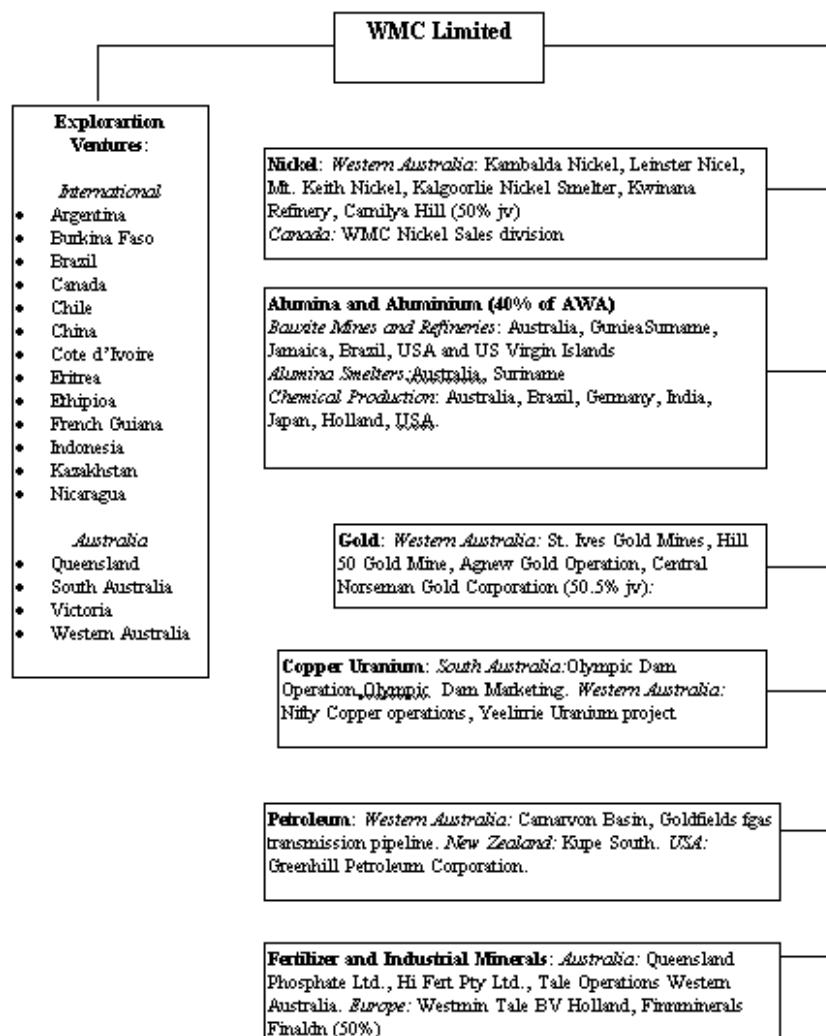 WMC Limited
Explorartion
Ventures:
International
• Argentina
• Burkina Faso
• Brazil
• Canada
• Chile
• China
• Cote d'Ivoire
• Eritrea
• Ethipioa
• French Guiana
• Indonesia
• Kazakhstan
• Nicaragua
Australia
• Queensland
• South Australia
• Victoria
• Western Australia
Nickel: Western Australia: Kambalda Nickel, Leinster Nicel,
Mt. Keith Nickel, Kalgoorlie Nickel Smelter, Kwinana
Refinery, Carnilya Hill (50% jv)
Canada: WMC Nickel Sales division
Alumina and Aluminium (40% of AWA)
Bauxite Mines and Refineries: Australia, GunieaSurname,
Jamaica, Brazil, USA and US Virgin Islands
Alumina Smelters:Australia, Suriname
Chemical Production: Australia, Brazil, Germany, India,
Japan, Holland, USA.
Gold: Western Australia: St. Ives Gold Mines, Hill
50 Gold Mine, Agnew Gold Operation, Central
Norseman Gold Corporation (50.5% jv):
Copper Uranium: South Australia:Olympic Dam
Operation,Olympic Dam Marketing. Western Australia:
Nifty Copper operations, Yeelirrie Uranium project
Petroleum: Western Australia: Carnarvon Basin, Goldfields fgas
transmission pipeline. New Zealand: Kupe South. USA:
Greenhill Petroleum Corporation.
Fertilizer and Industrial Minerals: Australia: Queensland
Phosphate Ltd., Hi Fert Pty Ltd., Tale Operations Western
Australia. Europe: Westmin Tale BV Holland, Finnminerals
Finaldn (50%)